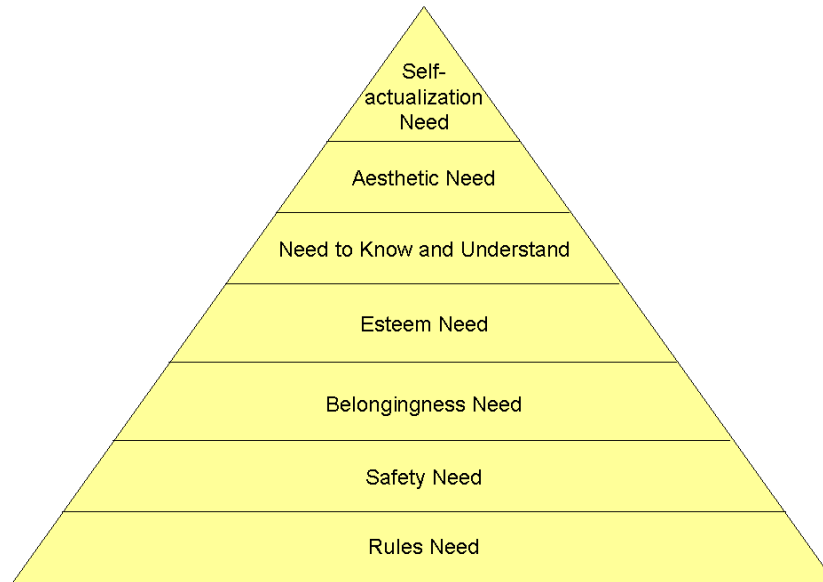 Self-
actualization
Need
Aesthetic Need
Need to Know and Understand
Esteem Need
Belongingness Need
Safety Need
Rules Need